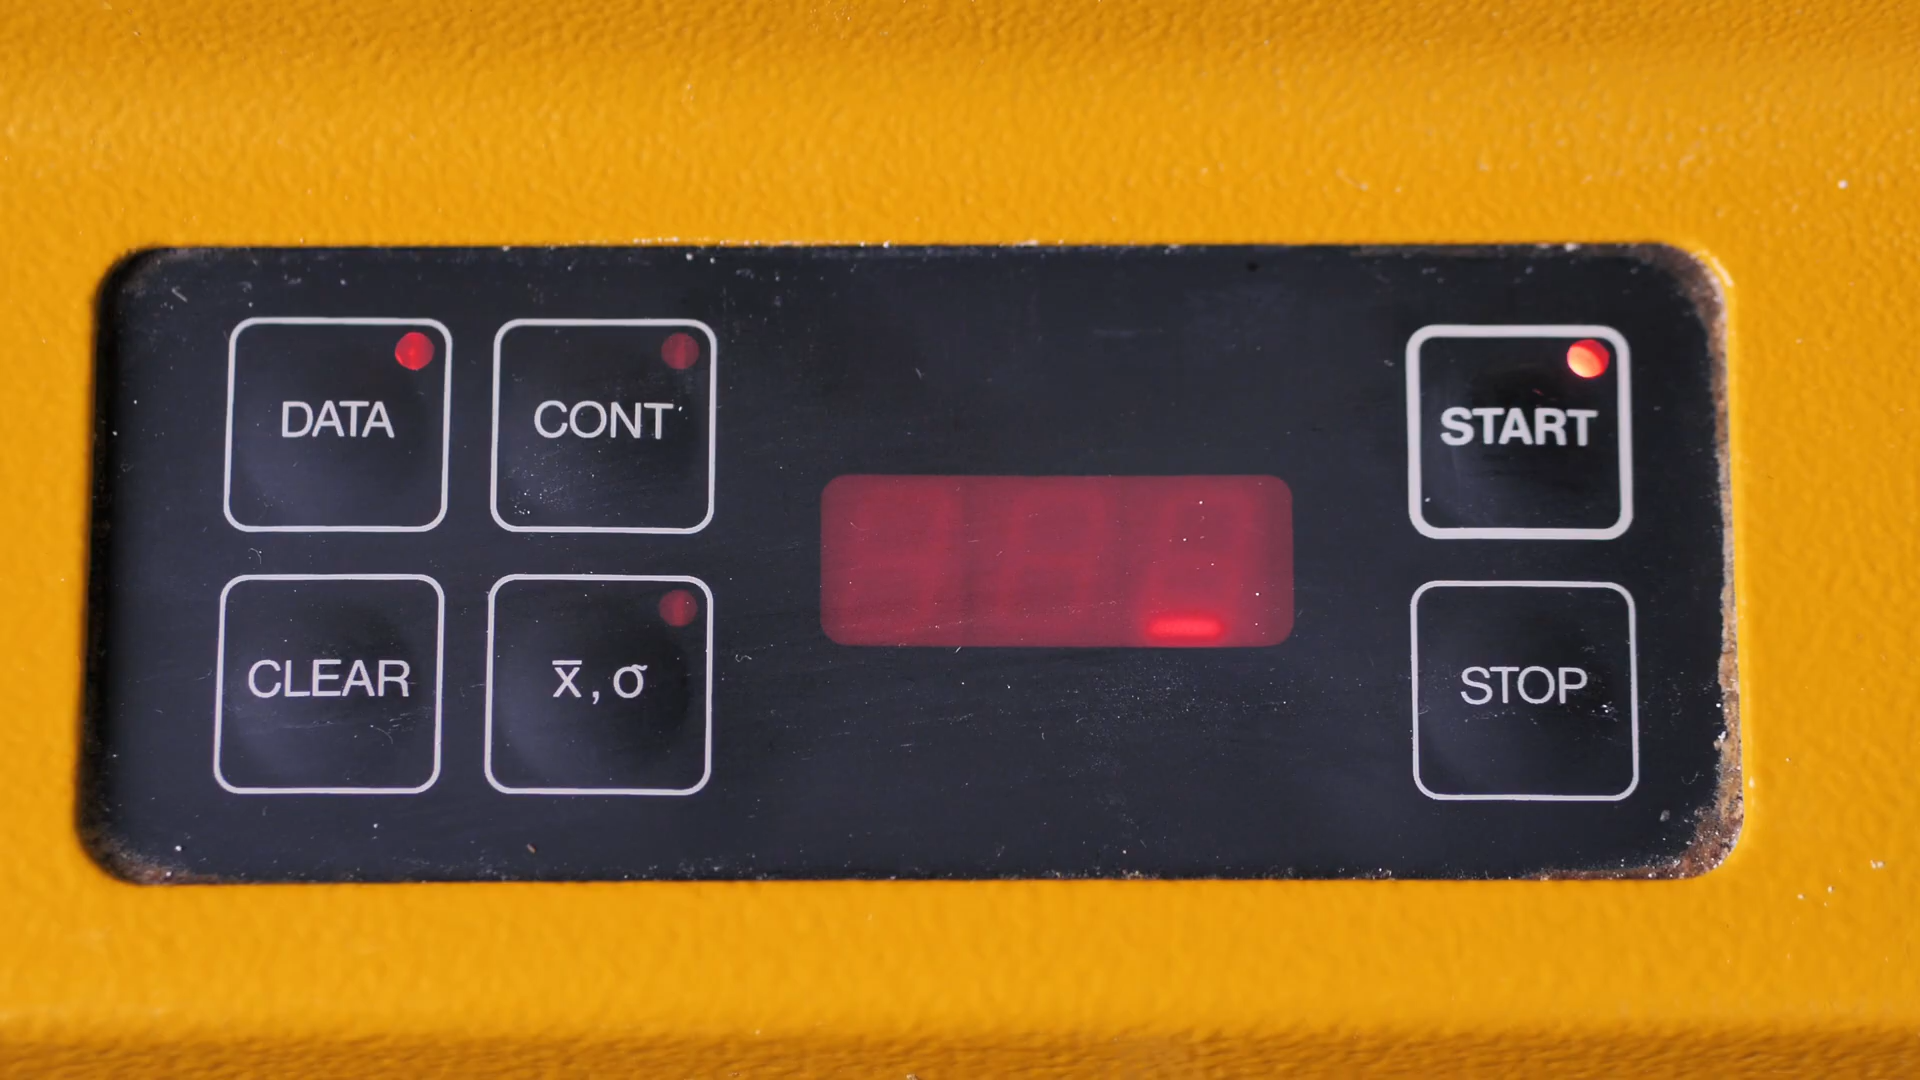 DATA CONT START
CLEAR x̄,σ STOP
_